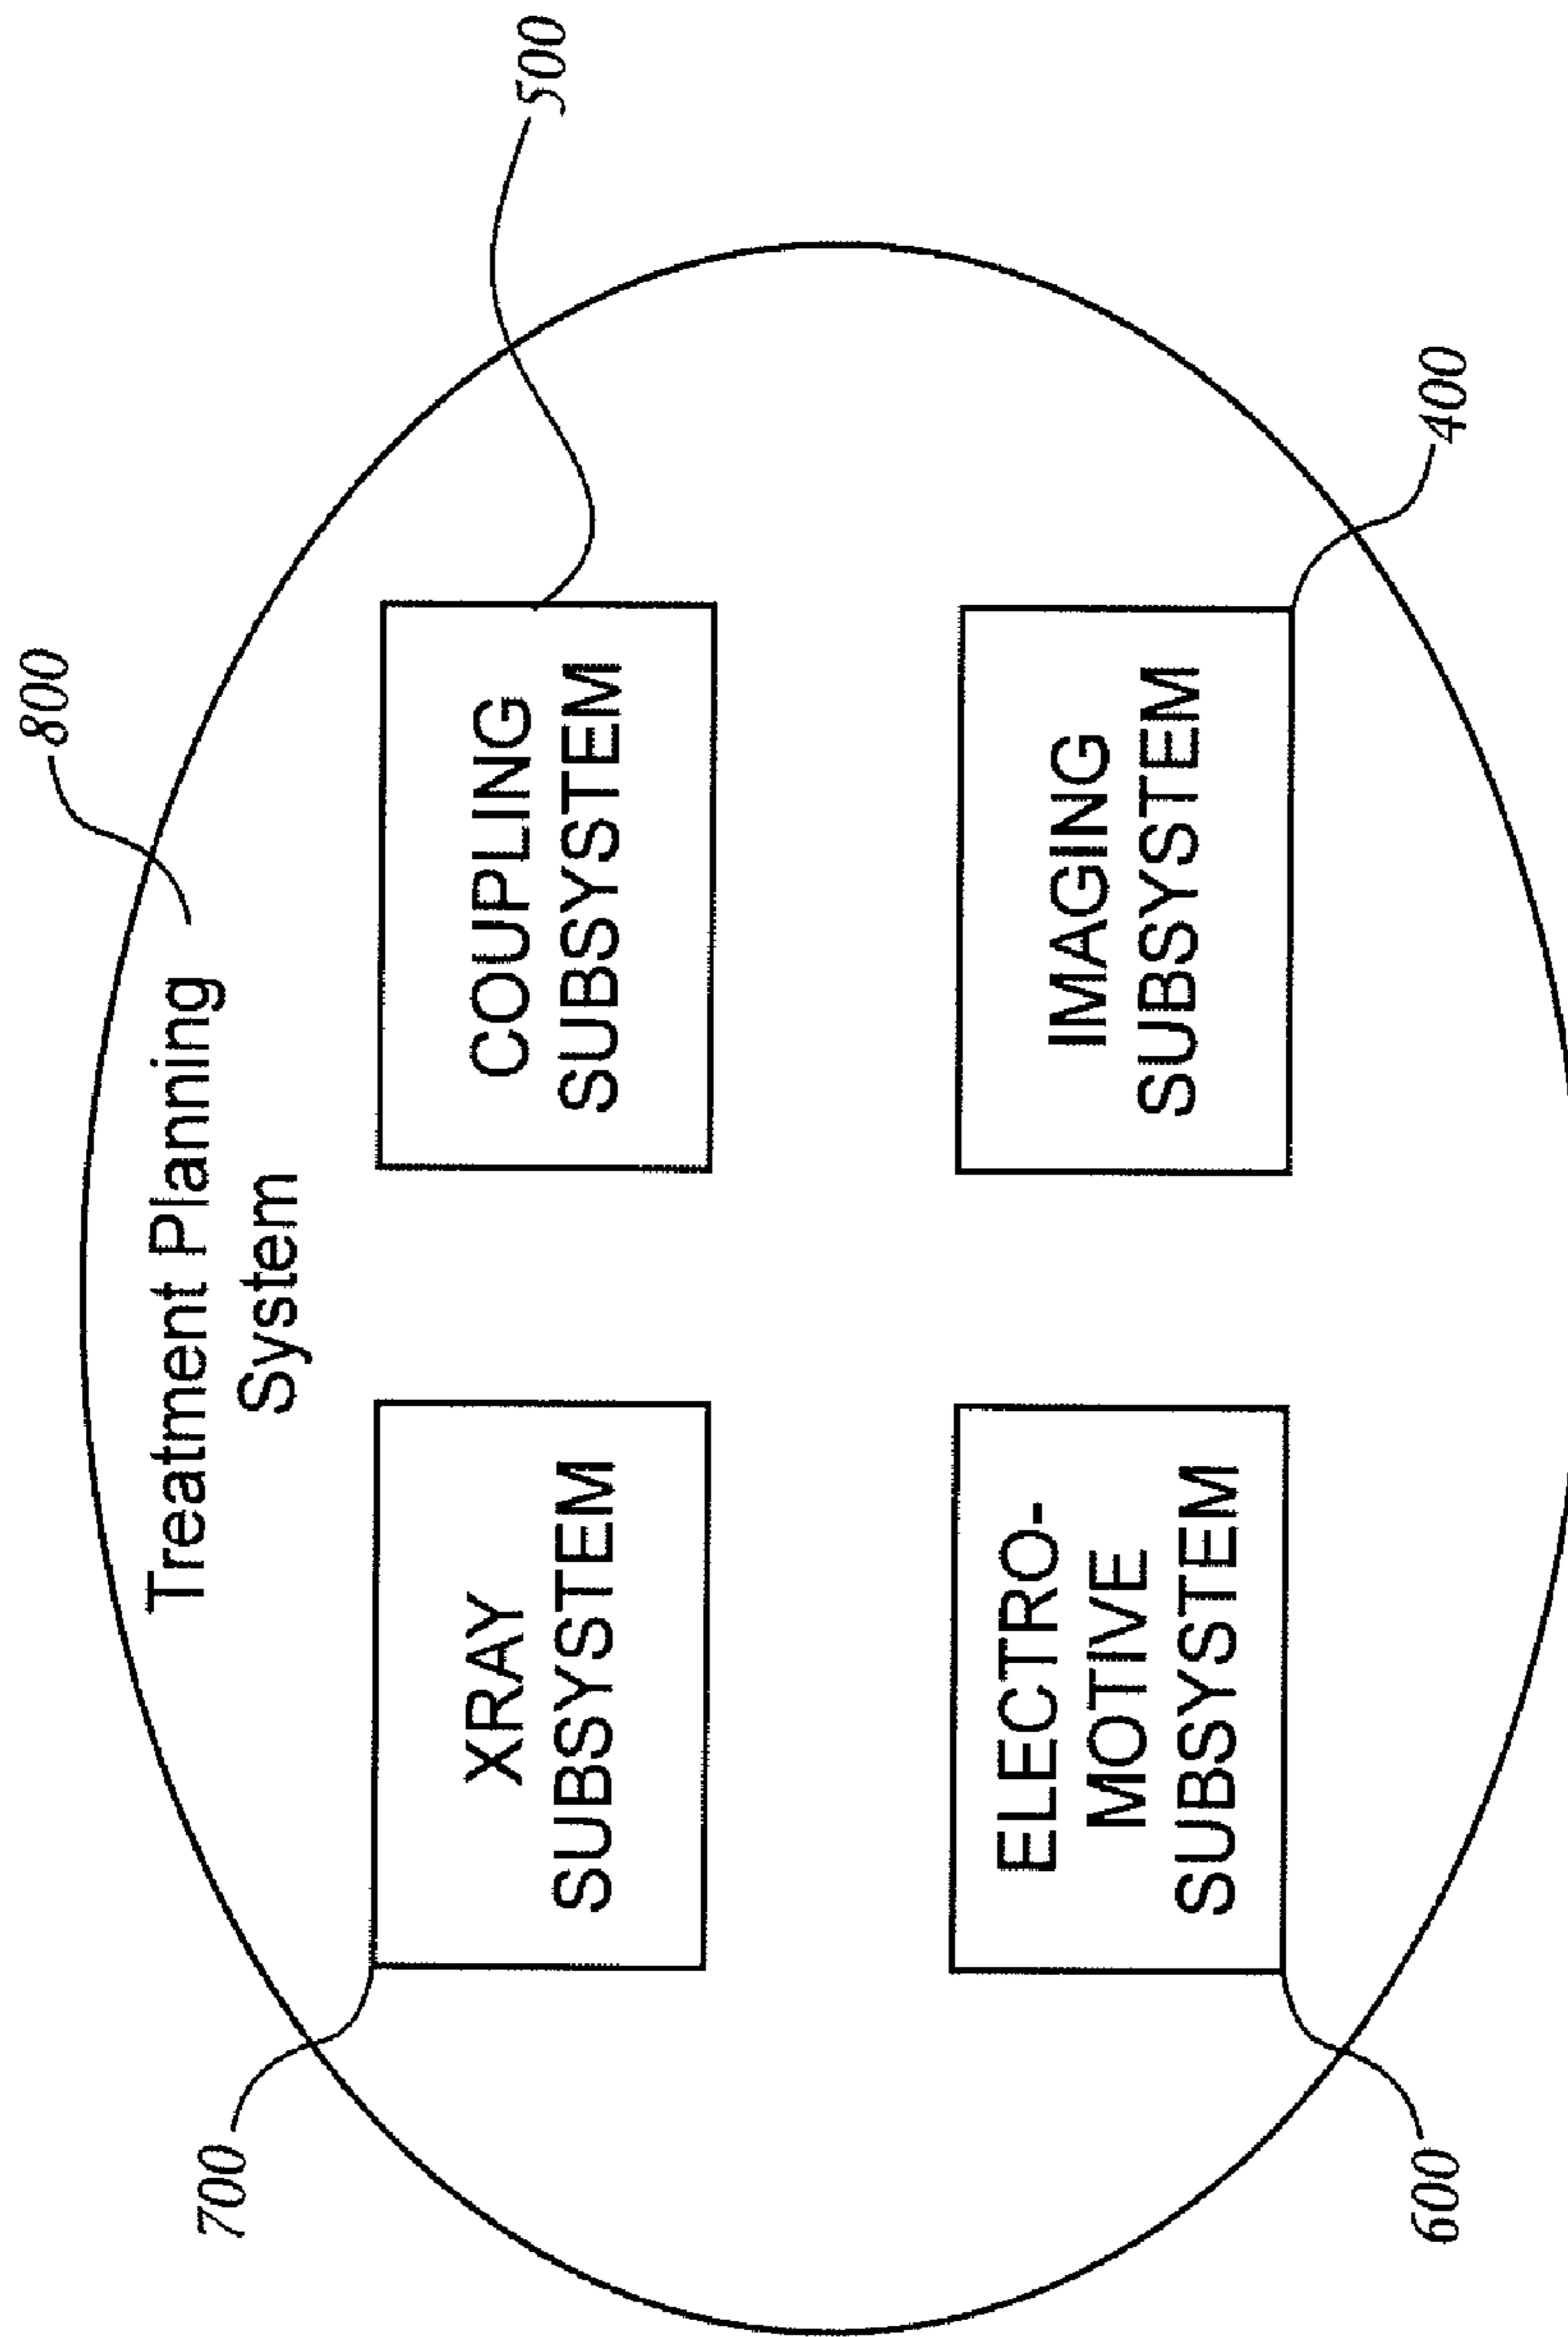 800
Treatment Planning
System
500
700
XRAY
SUBSYSTEM
COUPLING
SUBSYSTEM
ELECTRO-
MOTIVE
SUBSYSTEM
IMAGING
SUBSYSTEM
600
400